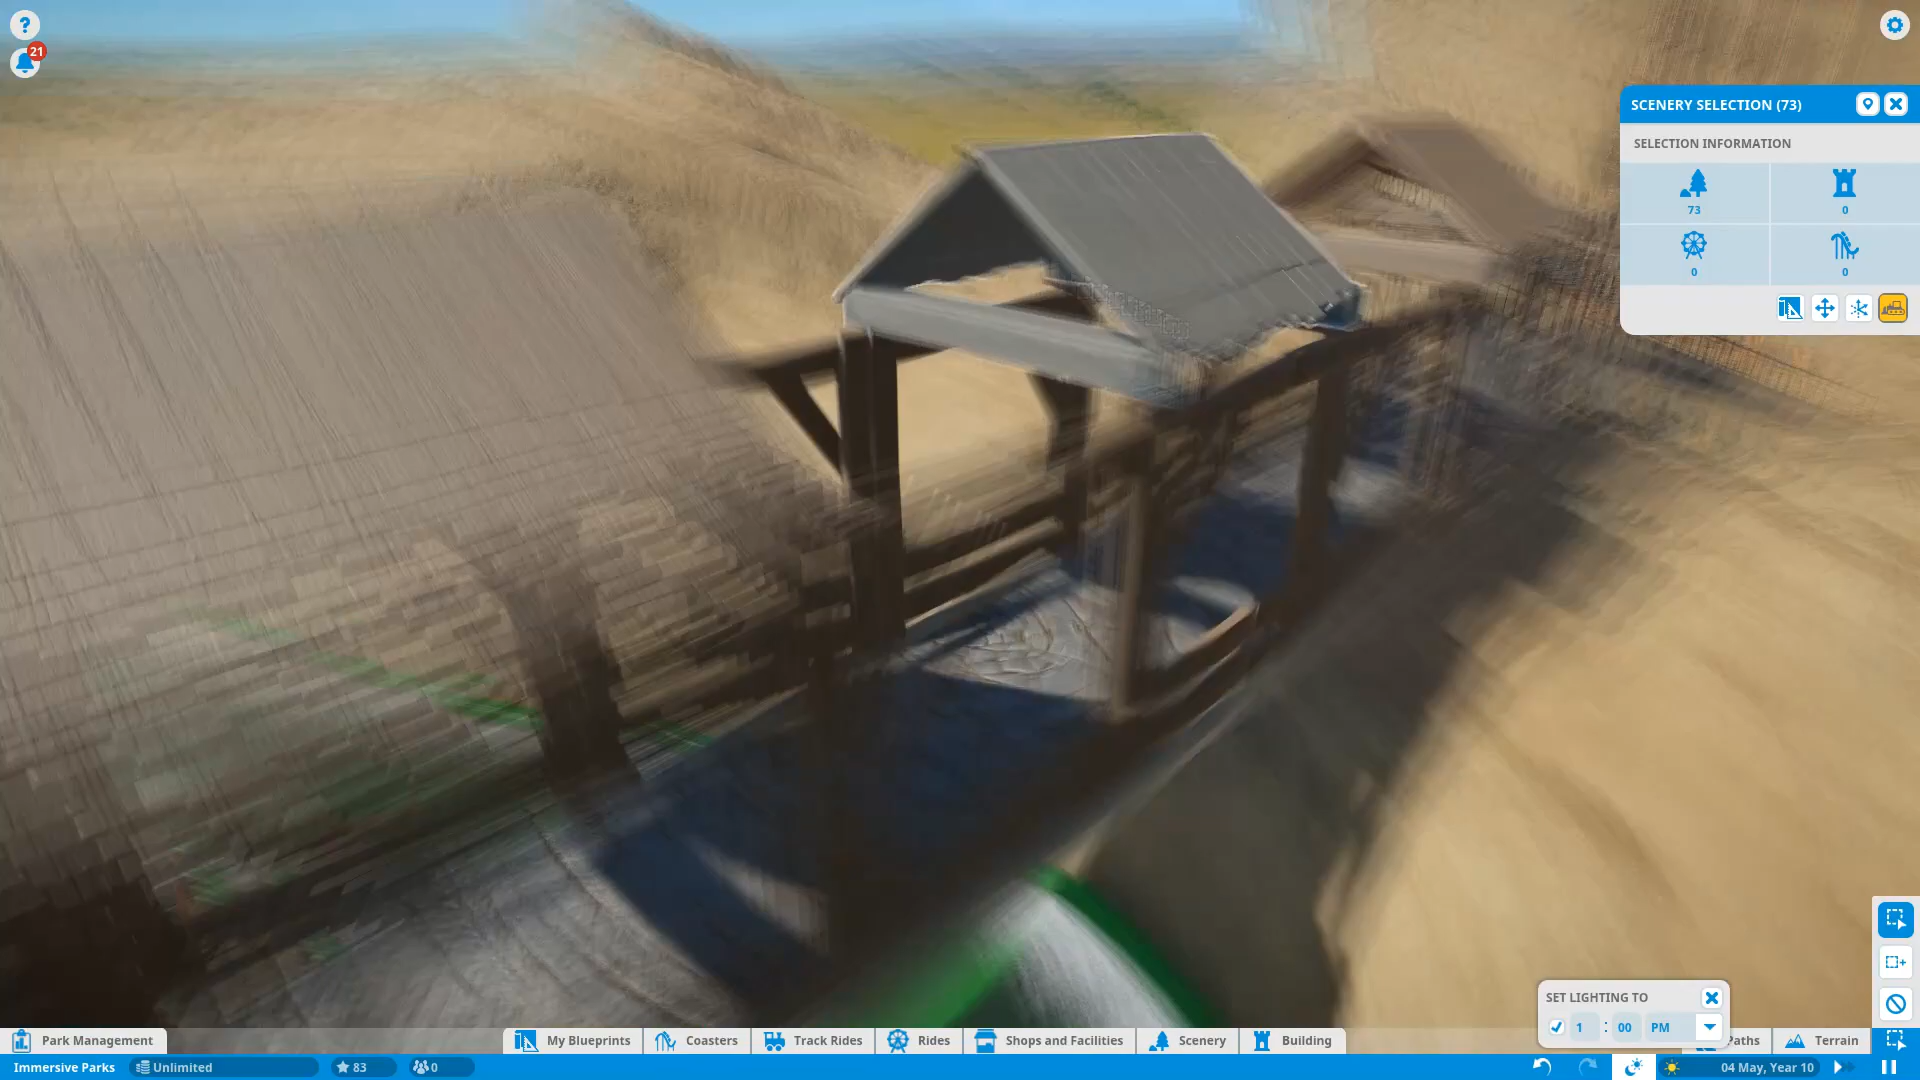 ?
21
SCENERY SELECTION (73)
SELECTION INFORMATION
73
0
0
0
SET LIGHTING TO
1 : 00 PM
Park Management
My Blueprints
Coasters
Track Rides
Rides
Shops and Facilities
Scenery
Building
Paths
Terrain
Immersive Parks
Unlimited
83
0
04 May, Year 10